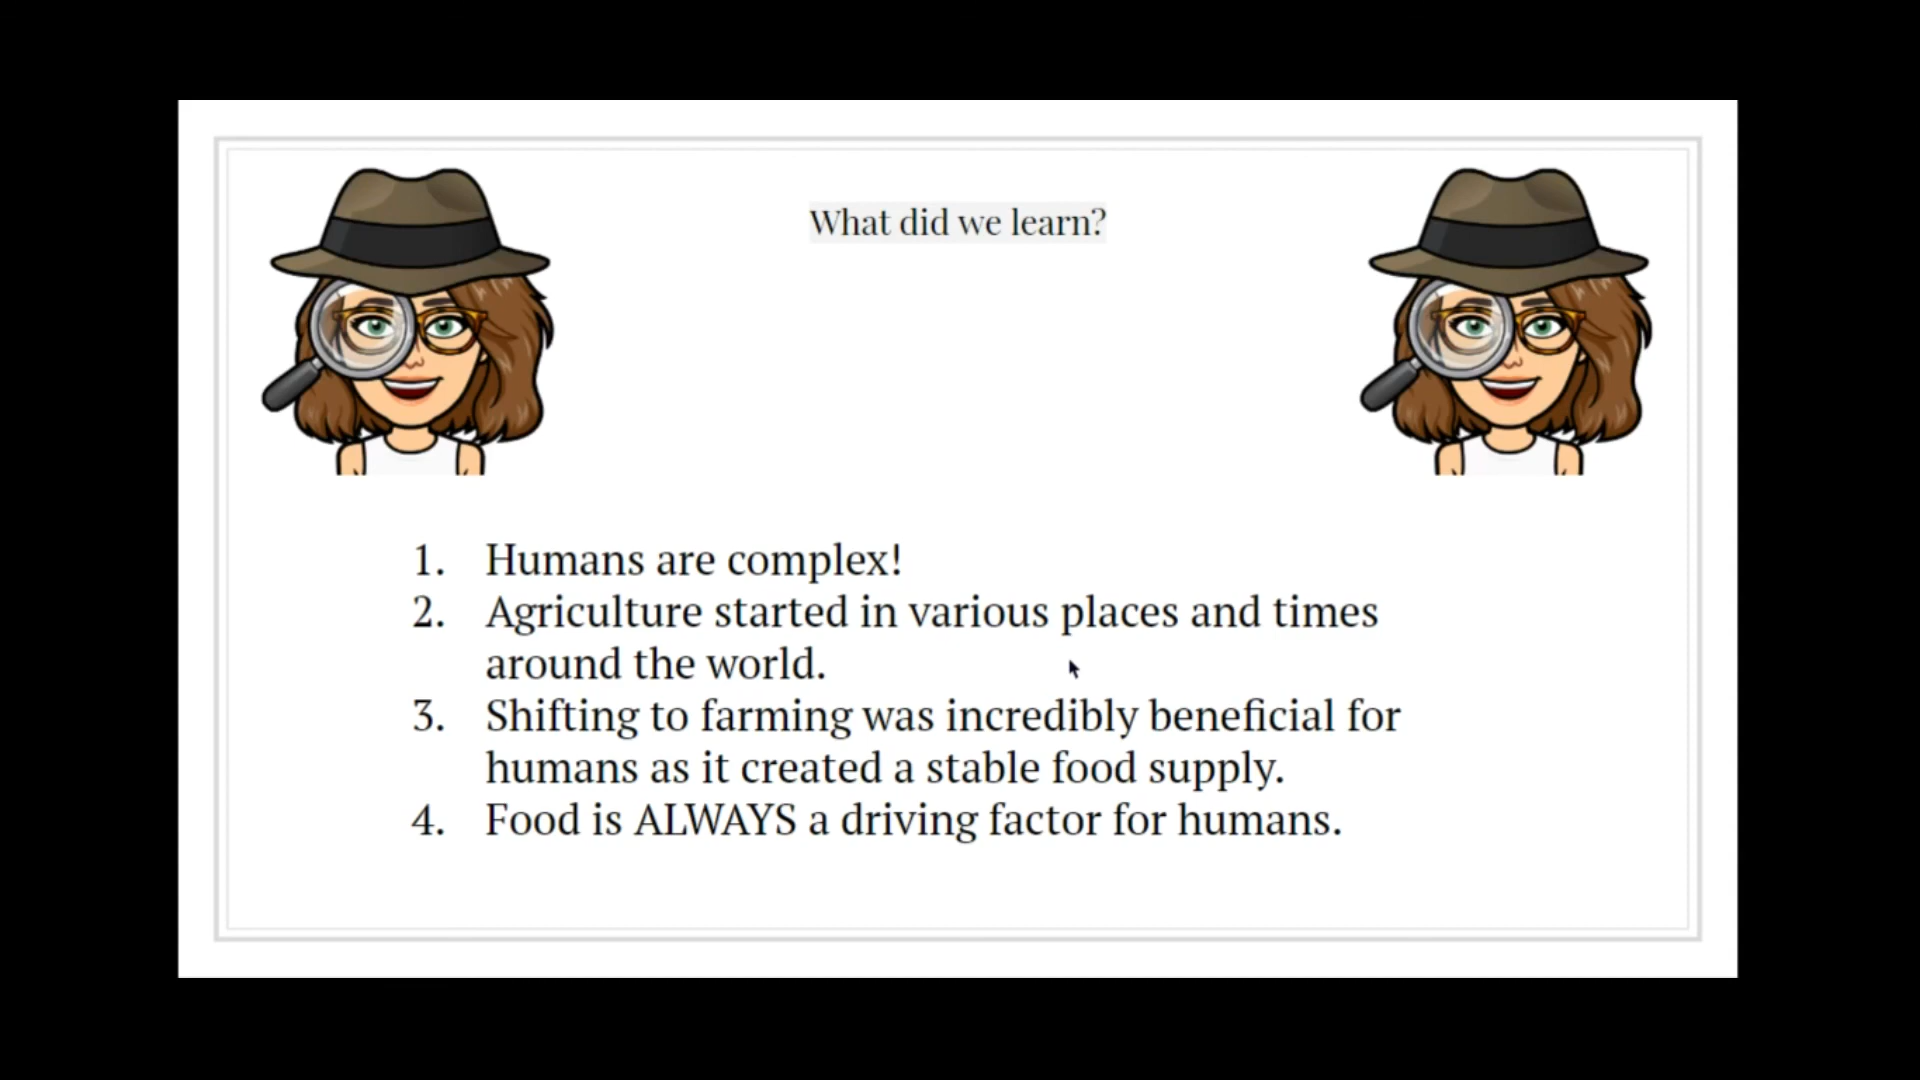 What did we learn?
1. Humans are complex!
2. Agriculture started in various places and times
around the world.
3. Shifting to farming was incredibly beneficial for
humans as it created a stable food supply.
4. Food is ALWAYS a driving factor for humans.